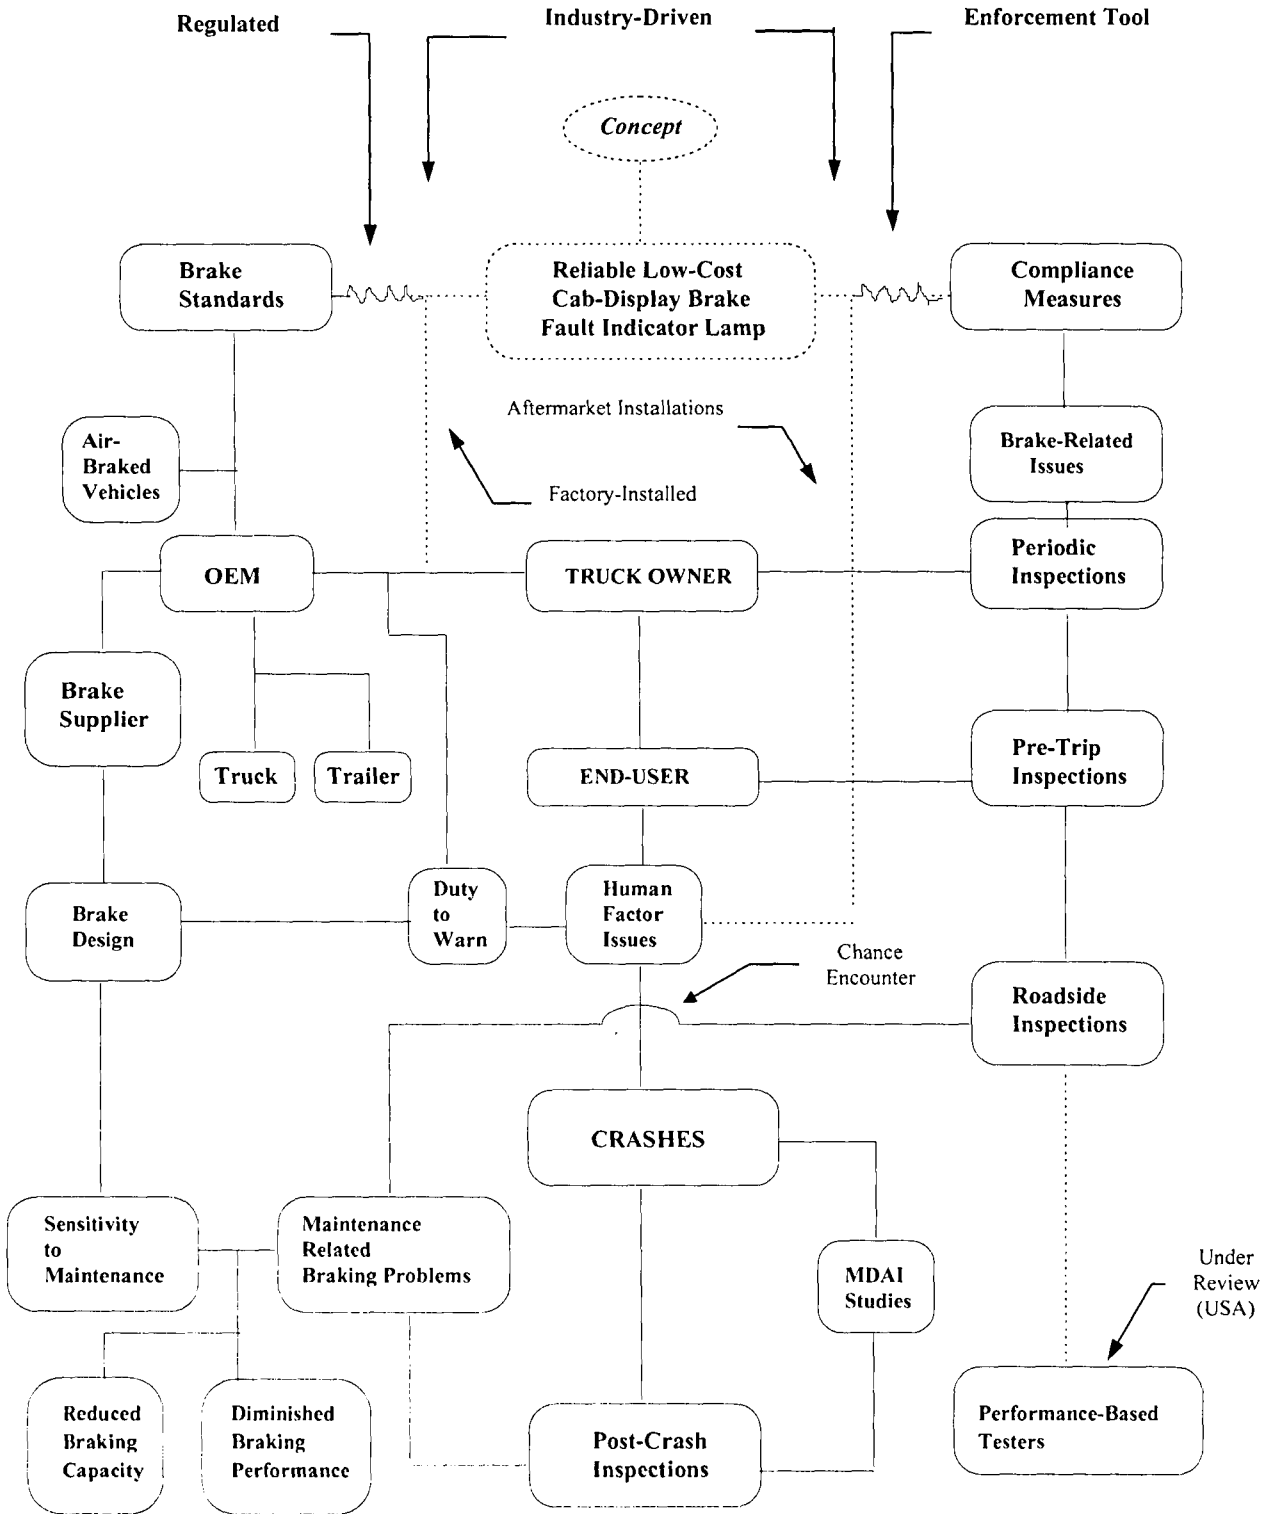 Regulated
Industry-Driven
Enforcement Tool
Concept
Brake
Standards
Reliable Low-Cost
Cab-Display Brake
Fault Indicator Lamp
Compliance
Measures
Air-
Braked
Vehicles
Aftermarket Installations
Brake-Related
Issues
Factory-Installed
OEM
TRUCK OWNER
Periodic
Inspections
Brake
Supplier
Truck
Trailer
END-USER
Pre-Trip
Inspections
Brake
Design
Duty
to
Warn
Human
Factor
Issues
Chance
Encounter
Roadside
Inspections
CRASHES
Sensitivity
to
Maintenance
Maintenance
Related
Braking Problems
MDAI
Studies
Under
Review
(USA)
Reduced
Braking
Capacity
Diminished
Braking
Performance
Post-Crash
Inspections
Performance-Based
Testers